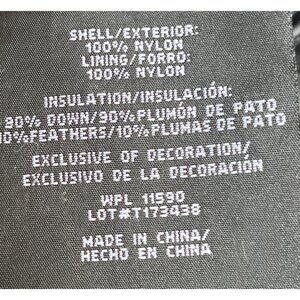 SHELL/EXTERIOR:
100% NYLON
LINING/FORRO:
100% NYLON
INSULATION/INSULACIÓN:
90% DOWN/90% PLUMÓN DE PATO
10%FEATHERS/10% PLUMAS DE PATO
EXCLUSIVE OF DECORATION/
EXCLUSIVO DE LA DECORACIÓN
WPL 11590
LOT#T173438
MADE IN CHINA/
HECHO EN CHINA